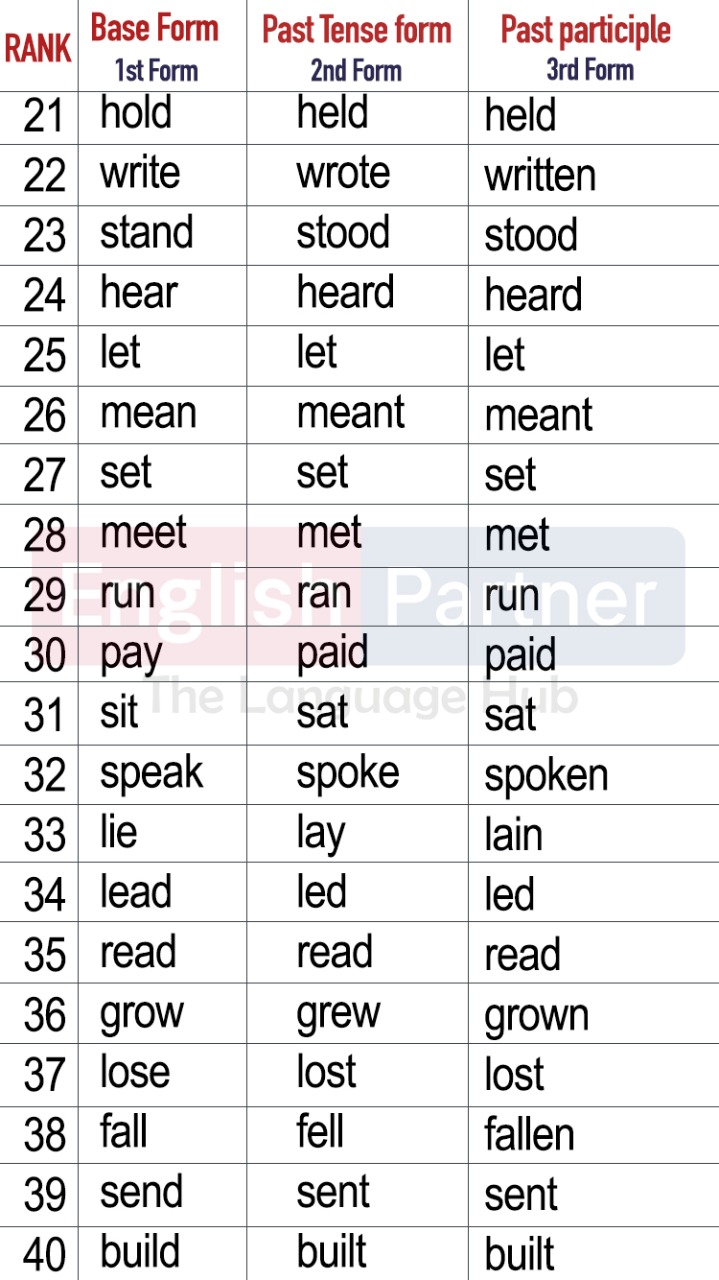 RANK Base Form Past Tense form Past participle
1st Form 2nd Form 3rd Form
21 hold held held
22 write wrote written
23 stand stood stood
24 hear heard heard
25 let let let
26 mean meant meant
27 set set set
28 meet met met
English Partner
29 run ran run
30 pay paid paid
The Language Hub
31 sit sat sat
32 speak spoke spoken
33 lie lay lain
34 lead led led
35 read read read
36 grow grew grown
37 lose lost lost
38 fall fell fallen
39 send sent sent
40 build built built